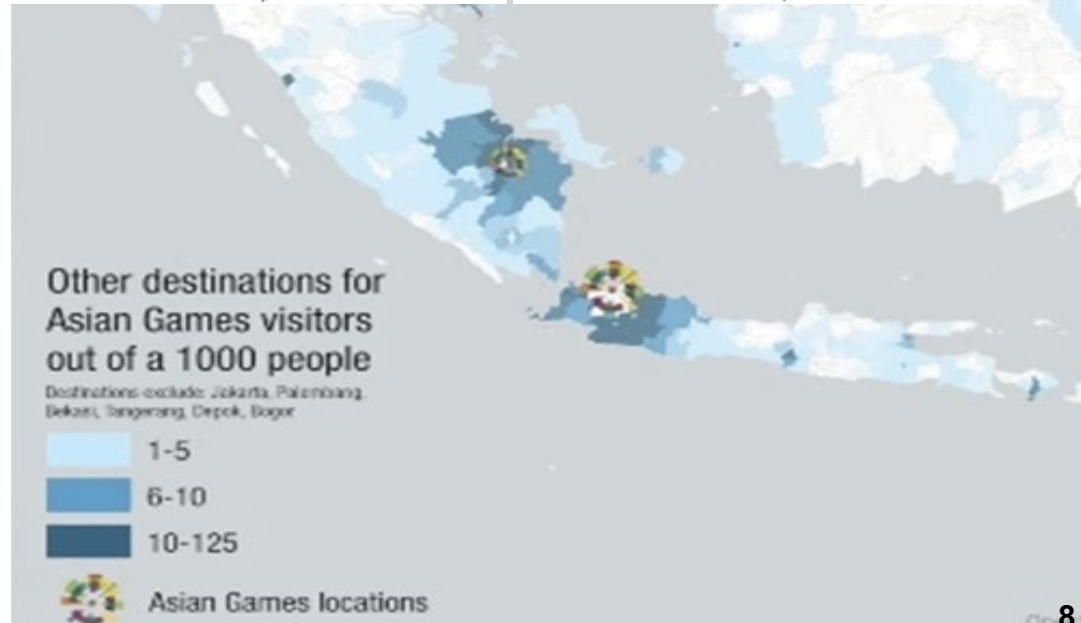 Other destinations for
Asian Games visitors
out of a 1000 people
Destinations exclude: Jakarta, Palembang,
Bekasi, Tangerang, Depok, Bogor
1-5
6-10
10-125
Asian Games locations
8